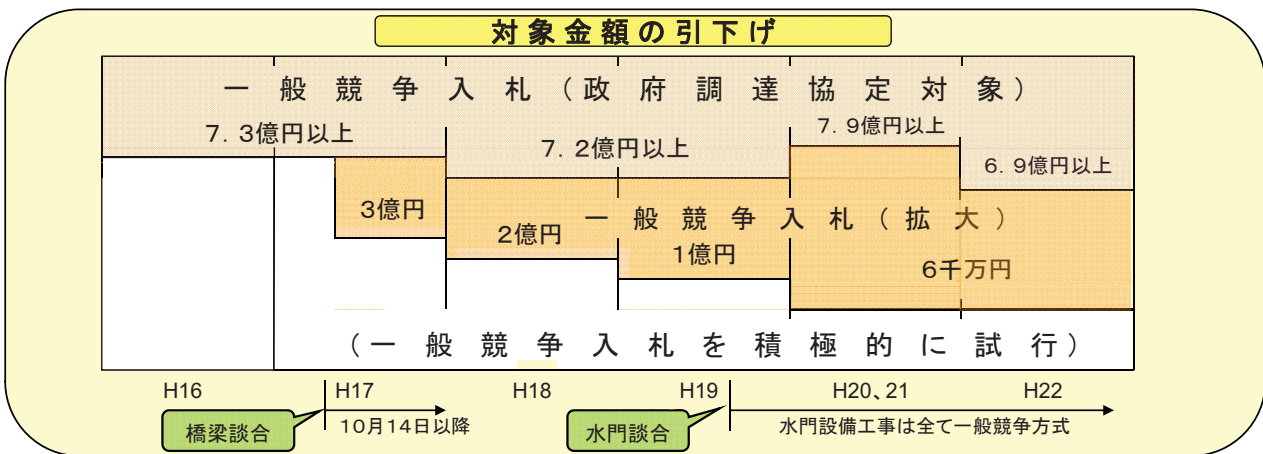 対象金額の引下げ
一般競争入札(政府調達協定対象)
7.3億円以上
7.2億円以上
7.9億円以上
6.9億円以上
3億円
2億円
1億円
一般競争入札(拡大)
6千万円
(一般競争入札を積極的に試行)
H16
H17
H18
H19
H20、21
H22
橋梁談合
10月14日以降
水門談合
水門設備工事は全て一般競争方式